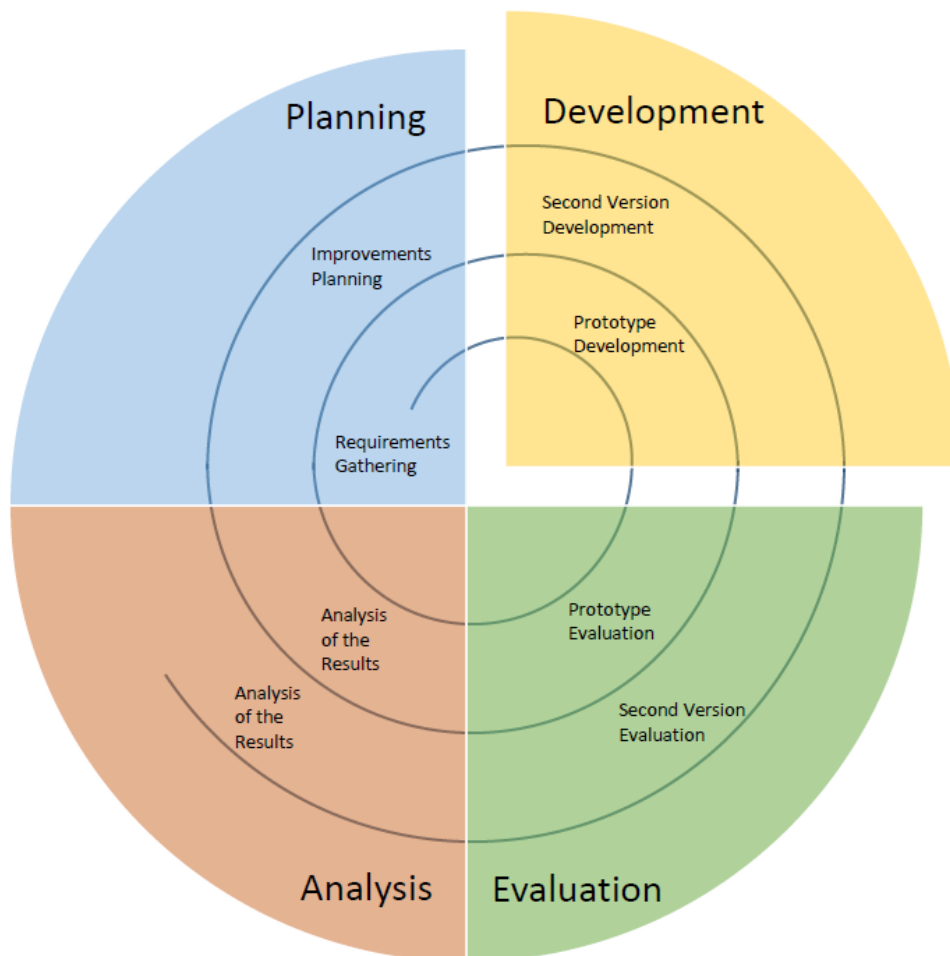 Planning
Improvements
Planning
Requirements
Gathering
Development
Second Version
Development
Prototype
Development
Analysis
of the
Results
Analysis
of the
Results
Analysis
Prototype
Evaluation
Second Version
Evaluation
Evaluation